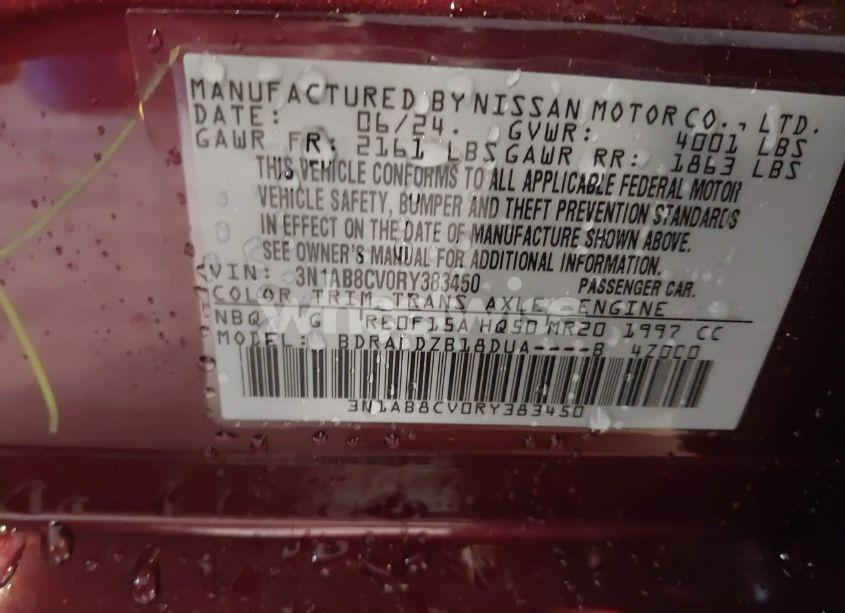 MANUFACTURED BY NISSAN MOTOR CO., LTD.
DATE: 06/24. GVWR: 4001 LBS
GAWR FR: 2161 LBS GAWR RR: 1863 LBS
THIS VEHICLE CONFORMS TO ALL APPLICABLE FEDERAL MOTOR
VEHICLE SAFETY, BUMPER AND THEFT PREVENTION STANDARDS
IN EFFECT ON THE DATE OF MANUFACTURE SHOWN ABOVE.
SEE OWNER'S MANUAL FOR ADDITIONAL INFORMATION.
VIN: 3N1AB8CV0RY383450 PASSENGER CAR.
COLOR TRIM TRANS AXLE ENGINE
NBQ G RE0F15A HQ50 MR20 1997 CC
MODEL: BDRALDZB18DUA----B 4Z0C0
3N1AB8CV0RY383450